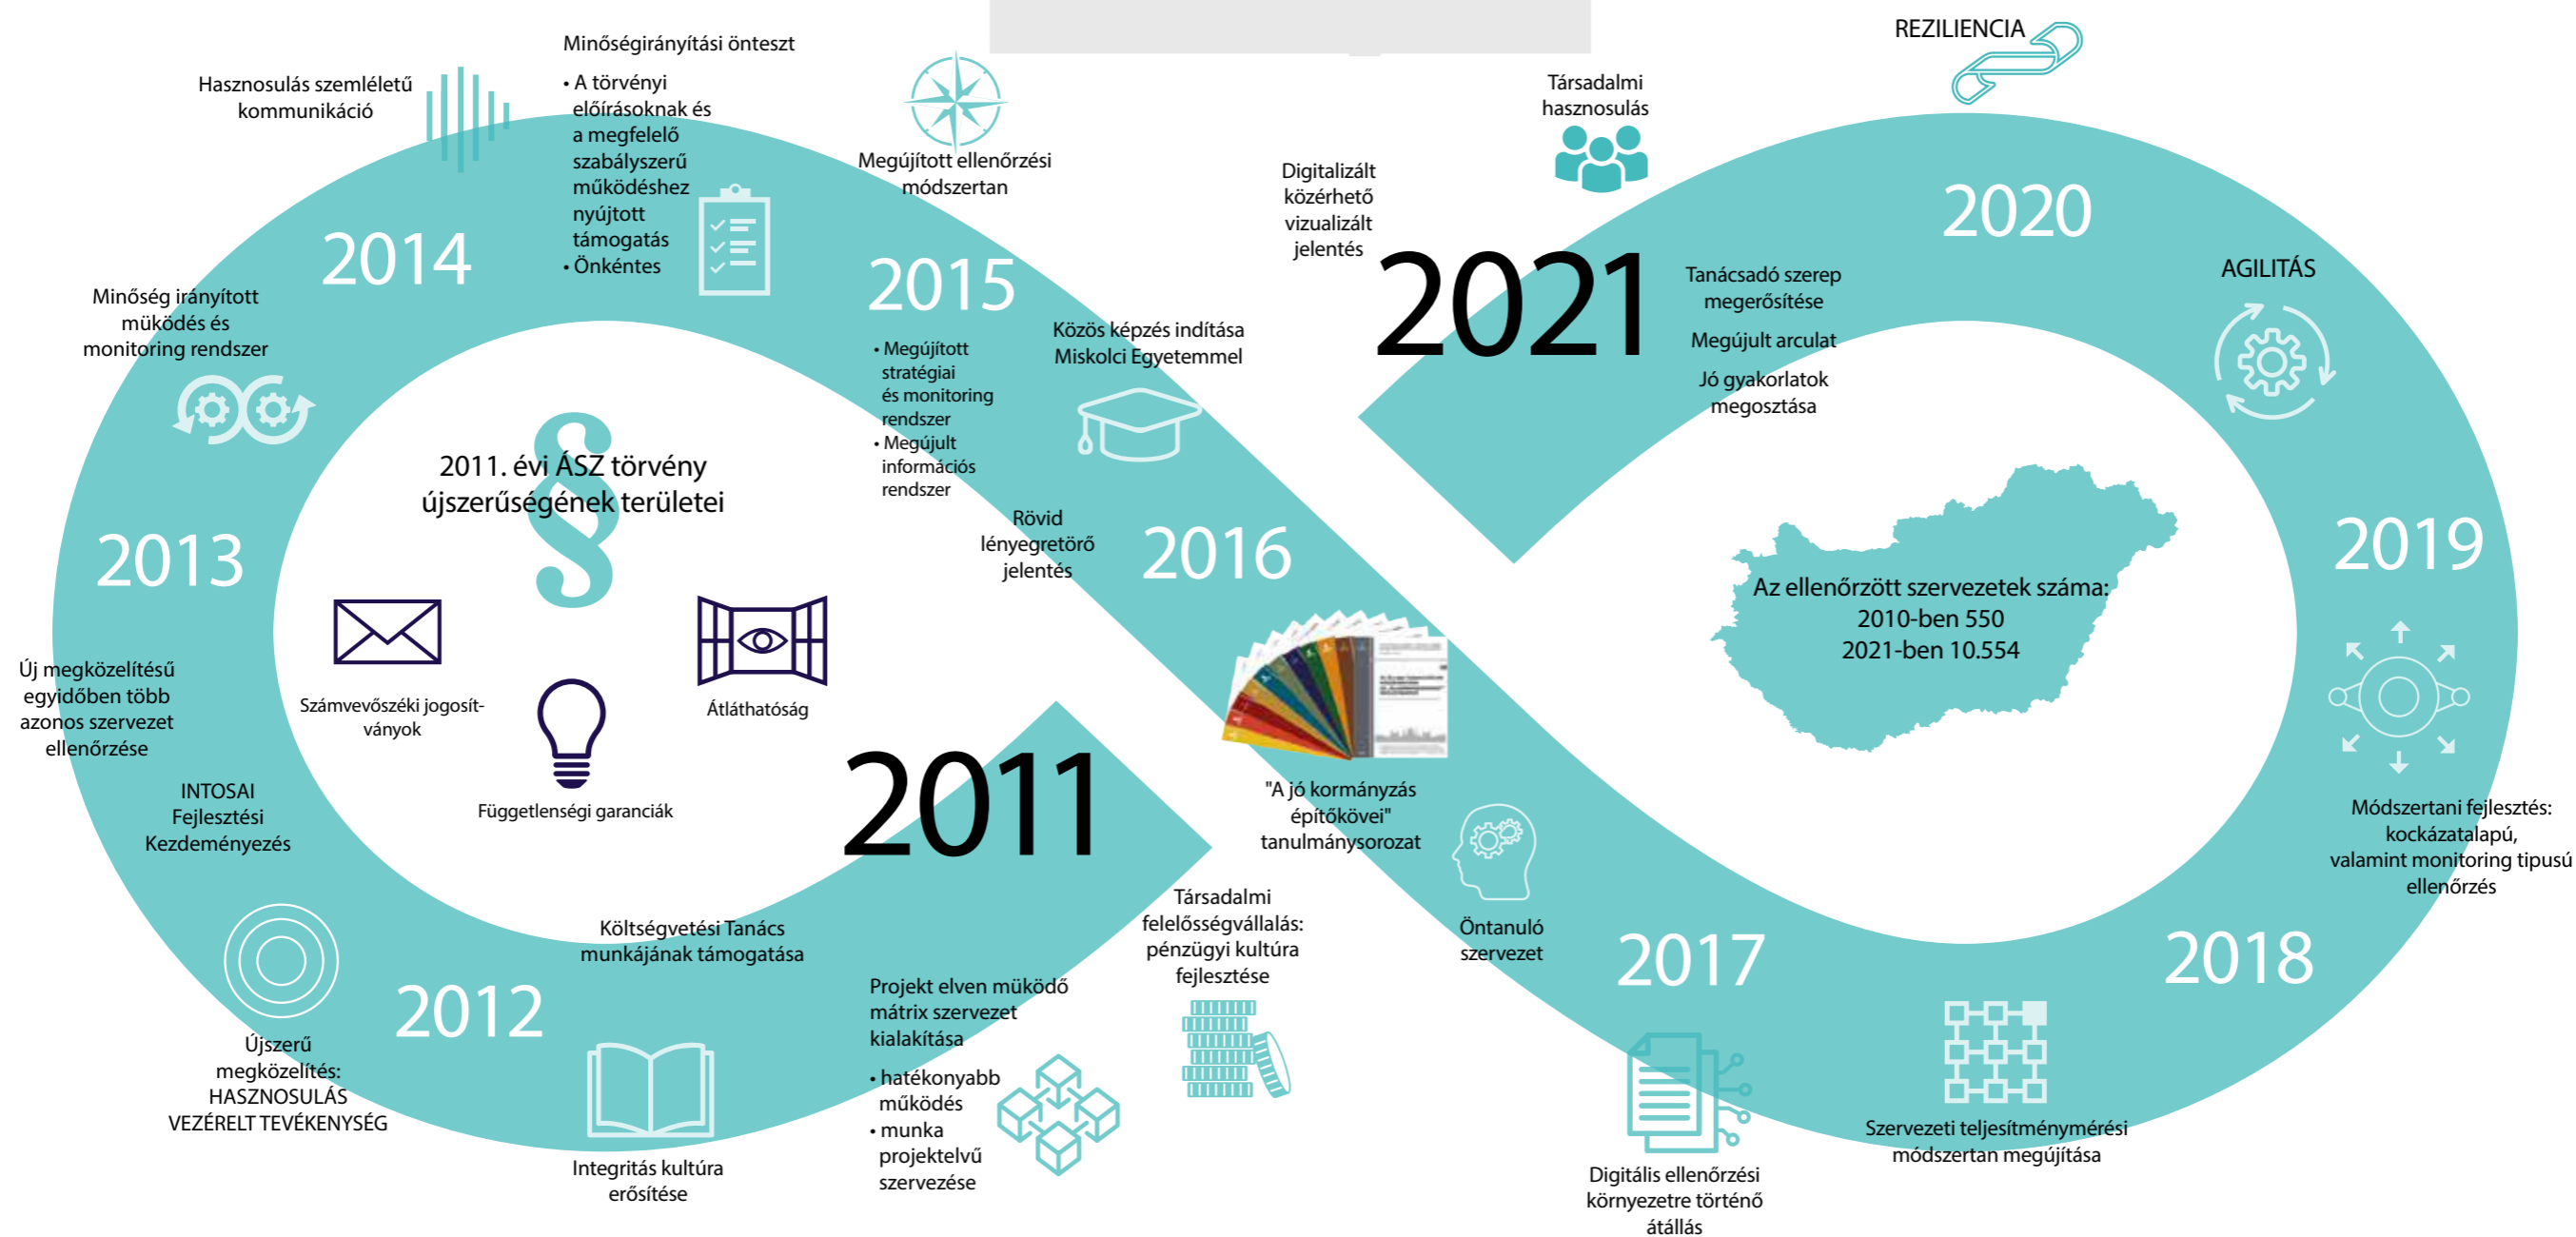 2011
Költségvetési Tanács
munkájának támogatása
Projekt elven müködő
mátrix szervezet
kialakítása
• hatékonyabb
működés
• munka
projektelvű
szervezése
Társadalmi
felelősségvállalás:
pénzügyi kultúra
fejlesztése
2012
Integritás kultúra
erősítése
Újszerű
megközelítés:
HASZNOSULÁS
VEZÉRELT TEVÉKENYSÉG
INTOSAI
Fejlesztési
Kezdeményezés
2013
Új megközelítésű
egyidőben több
azonos szervezet
ellenőrzése
Minőség irányított
müködés és
monitoring rendszer
2014
Hasznosulás szemléletű
kommunikáció
Minőségirányítási önteszt
• A törvényi
előírásoknak és
a megfelelő
szabályszerű
működéshez
nyújtott
támogatás
• Önkéntes
2015
Megújított ellenőrzési
módszertan
• Megújított
stratégiai
és monitoring
rendszer
• Megújult
információs
rendszer
Közös képzés indítása
Miskolci Egyetemmel
Rövid
lényegretörő
jelentés
2016
"A jó kormányzás
építőkövei"
tanulmánysorozat
Öntanuló
szervezet
2017
Digitális ellenőrzési
környezetre történő
átállás
2018
Szervezeti teljesítménymérési
módszertan megújítása
2019
Módszertani fejlesztés:
kockázatalapú,
valamint monitoring tipusú
ellenőrzés
AGILITÁS
2020
REZILIENCIA
2021
Társadalmi
hasznosulás
Digitalizált
közérhető
vizualizált
jelentés
Tanácsadó szerep
megerősítése
Megújult arculat
Jó gyakorlatok
megosztása
2011. évi ÁSZ törvény
újszerűségének területei
§
Számvevőszéki jogosít-
ványok
Függetlenségi garanciák
Átláthatóság
Az ellenőrzött szervezetek száma:
2010-ben 550
2021-ben 10.554